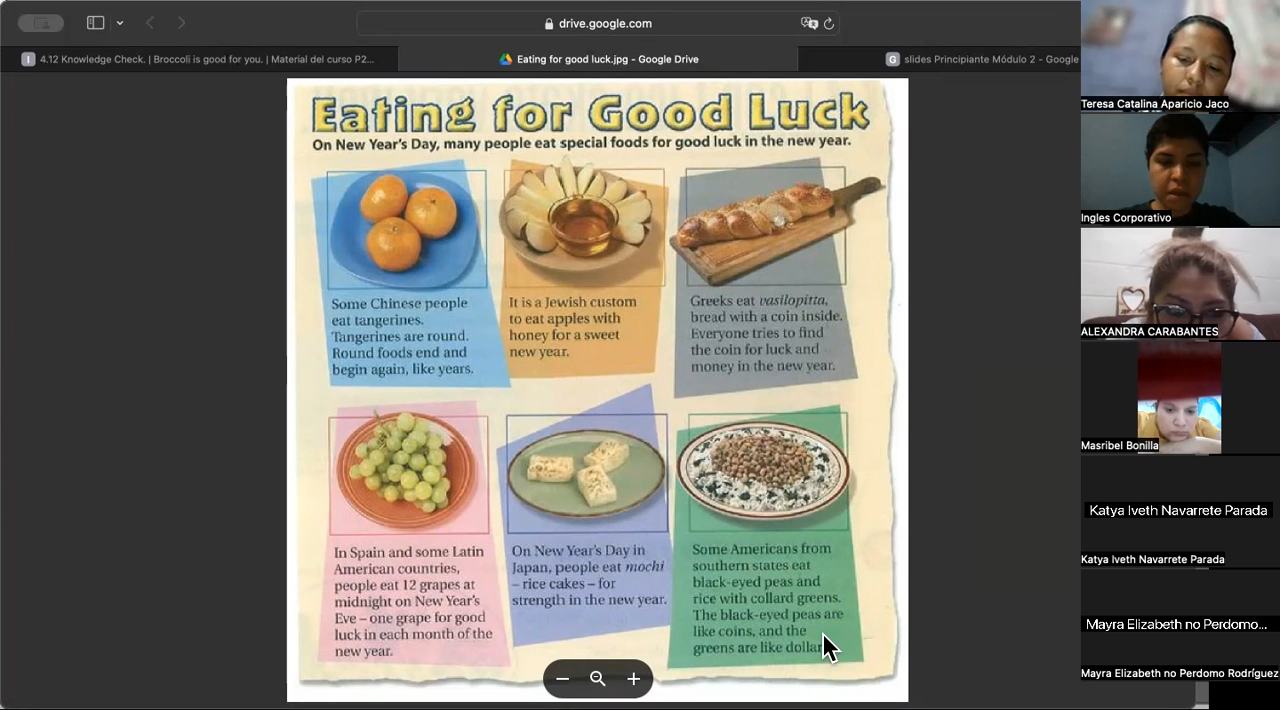 drive.google.com
4.12 Knowledge Check. | Broccoli is good for you. | Material del curso P2...
Eating for good luck.jpg - Google Drive
slides Principiante Módulo 2 - Google
Eating for Good Luck
On New Year's Day, many people eat special foods for good luck in the new year.
Some Chinese people
eat tangerines.
Tangerines are round.
Round foods end and
begin again, like years.
It is a Jewish custom
to eat apples with
honey for a sweet
new year.
Greeks eat vasilopitta,
bread with a coin inside.
Everyone tries to find
the coin for luck and
money in the new year.
In Spain and some Latin
American countries,
people eat 12 grapes at
midnight on New Year's
Eve – one grape for good
luck in each month of the
new year.
On New Year's Day in
Japan, people eat mochi
– rice cakes – for
strength in the new year.
Some Americans from
southern states eat
black-eyed peas and
rice with collard greens.
The black-eyed peas are
like coins, and the
greens are like
Teresa Catalina Aparicio Jaco
Ingles Corporativo
ALEXANDRA CARABANTES
Masribel Bonilla
Katya Iveth Navarrete Parada
Katya Iveth Navarrete Parada
Mayra Elizabeth no Perdomo...
Mayra Elizabeth no Perdomo Rodríguez